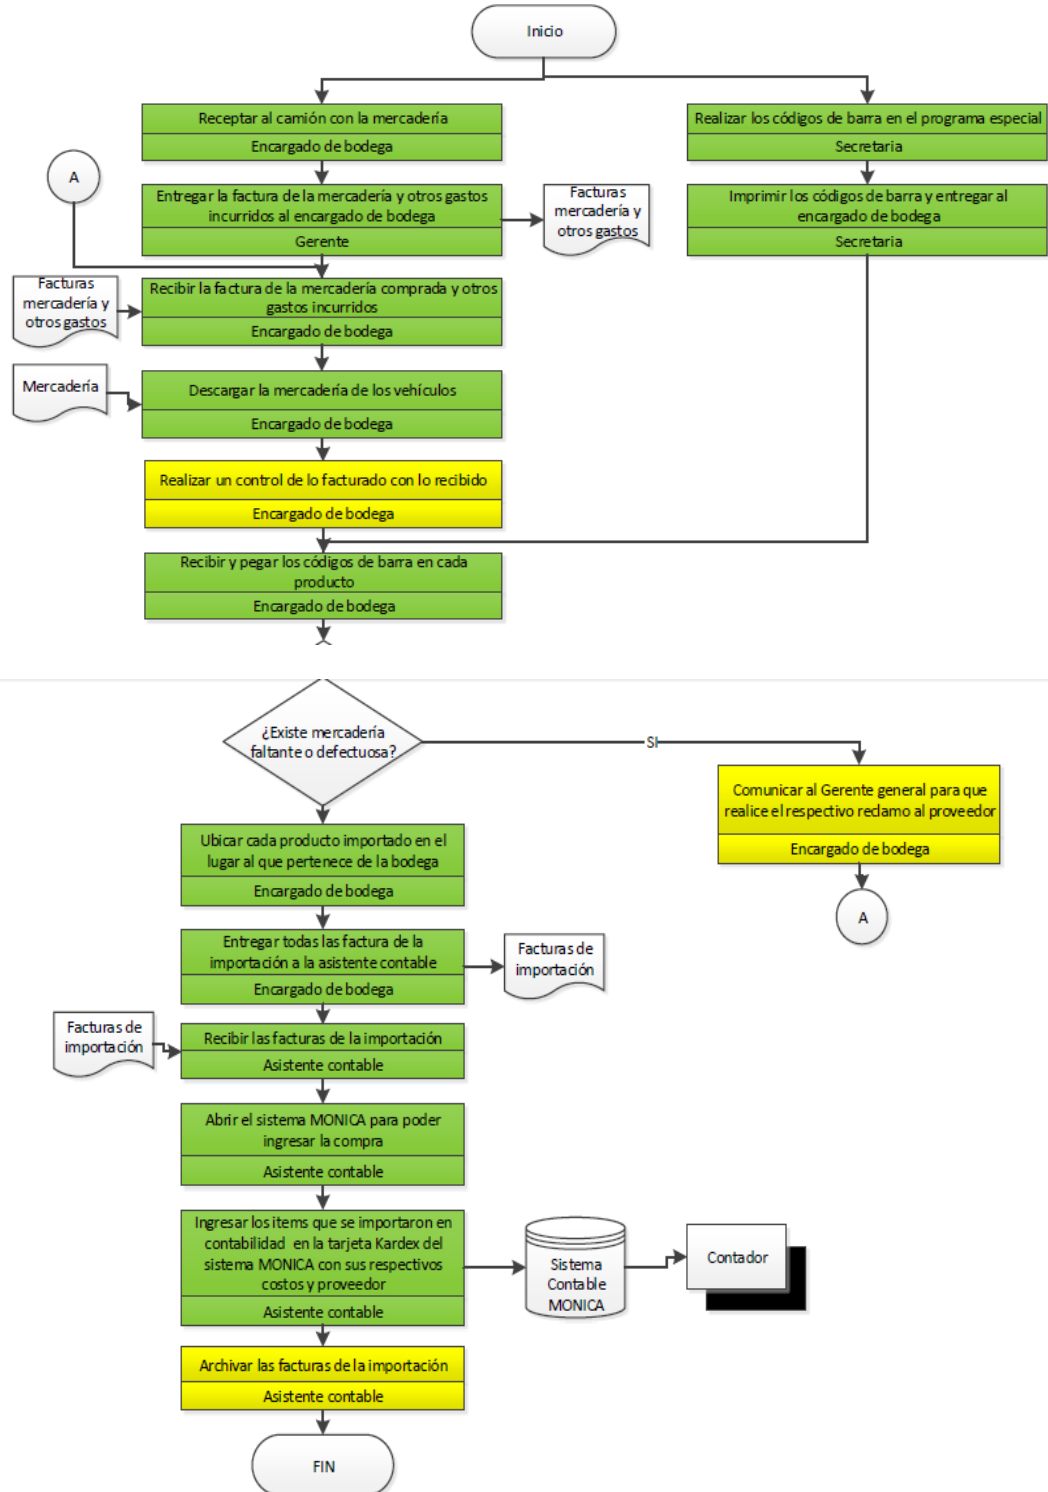 Inicio
Receptar al camión con la mercadería
Encargado de bodega
Realizar los códigos de barra en el programa especial
Secretaria
A
Entregar la factura de la mercadería y otros gastos
incurridos al encargado de bodega
Gerente
Facturas
mercadería y
otros gastos
Imprimir los códigos de barra y entregar al
encargado de bodega
Secretaria
Facturas
mercadería y
otros gastos
Recibir la factura de la mercadería comprada y otros
gastos incurridos
Encargado de bodega
Mercadería
Descargar la mercadería de los vehículos
Encargado de bodega
Realizar un control de lo facturado con lo recibido
Encargado de bodega
Recibir y pegar los códigos de barra en cada
producto
Encargado de bodega
¿Existe mercadería
faltante o defectuosa?
SI
Comunicar al Gerente general para que
realice el respectivo reclamo al proveedor
Encargado de bodega
A
Ubicar cada producto importado en el
lugar al que pertenece de la bodega
Encargado de bodega
Entregar todas las factura de la
importación a la asistente contable
Encargado de bodega
Facturas de
importación
Facturas de
importación
Recibir las facturas de la importación
Asistente contable
Abrir el sistema MONICA para poder
ingresar la compra
Asistente contable
Ingresar los items que se importaron en
contabilidad en la tarjeta Kardex del
sistema MONICA con sus respectivos
costos y proveedor
Asistente contable
Sistema
Contable
MONICA
Contador
Archivar las facturas de la importación
Asistente contable
FIN